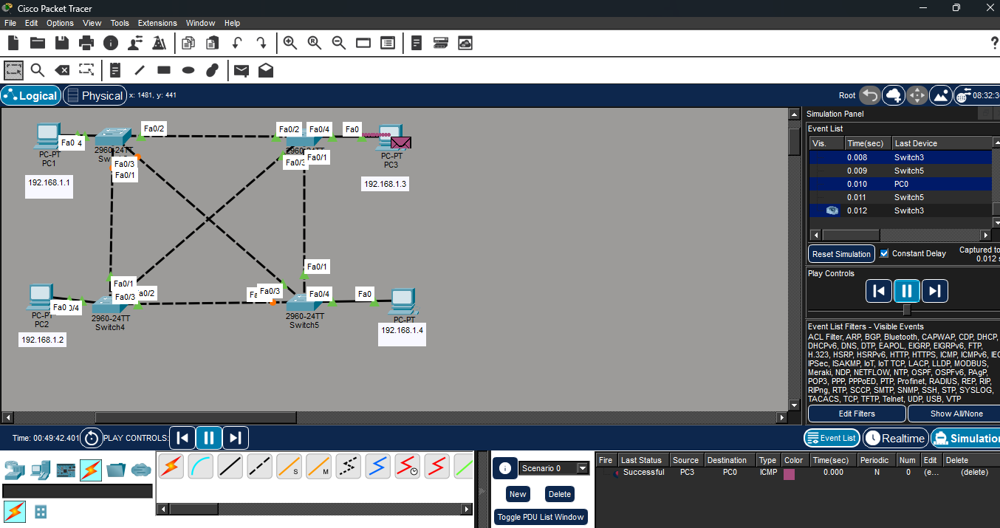 Cisco Packet Tracer
File Edit Options View Tools Extensions Window Help
Logical Physical x: 1481, y: 441 Root 08:32:3
Simulation Panel
Event List
Vis. Time(sec) Last Device
0.008 Switch3
0.009 Switch5
0.010 PC0
0.011 Switch5
0.012 Switch3
Reset Simulation Constant Delay Captured to
0.012 s
Play Controls
Event List Filters - Visible Events
ACL Filter, ARP, BGP, Bluetooth, CAPWAP, CDP, DHCP,
DHCPv6, DNS, DTP, EAPOL, EIGRP, EIGRPv6, FTP,
H.323, HSRP, HSRPv6, HTTP, HTTPS, ICMP, ICMPv6, IEC
IPSec, ISAKMP, IoT, IoT TCP, LACP, LLDP, MODBUS,
Meraki, NDP, NETFLOW, NTP, OSPF, OSPFv6, PAgP,
POP3, PPP, PPPoED, PTP, Profinet, RADIUS, REP, RIP,
RIPng, RTP, SCCP, SMTP, SNMP, SSH, STP, SYSLOG,
TACACS, TCP, TFTP, Telnet, UDP, USB, VTP
Edit Filters Show All/None
Fa0/2 Fa0/2 Fa0/4 Fa0
Fa0 4
PC-PT
PC1
2960-24TT
Fa0/3
Fa0/1
192.168.1.1
2960-24TT
Fa0/3 Fa0/1
PC-PT
PC3
192.168.1.3
Fa0/1
Fa0/1
Fa0/3 a0/2
Fa0 0/4
PC-PT
PC2
2960-24TT
Switch4
192.168.1.2
Fa Fa0/3 Fa0/4 Fa0
2960-24TT
Switch5
PC-PT
192.168.1.4
Time: 00:49:42.401 PLAY CONTROLS: Event List Realtime Simulation
S M
Scenario 0
New Delete
Toggle PDU List Window
Fire Last Status Source Destination Type Color Time(sec) Periodic Num Edit Delete
Successful PC3 PC0 ICMP 0.000 N 0 (e... (delete)